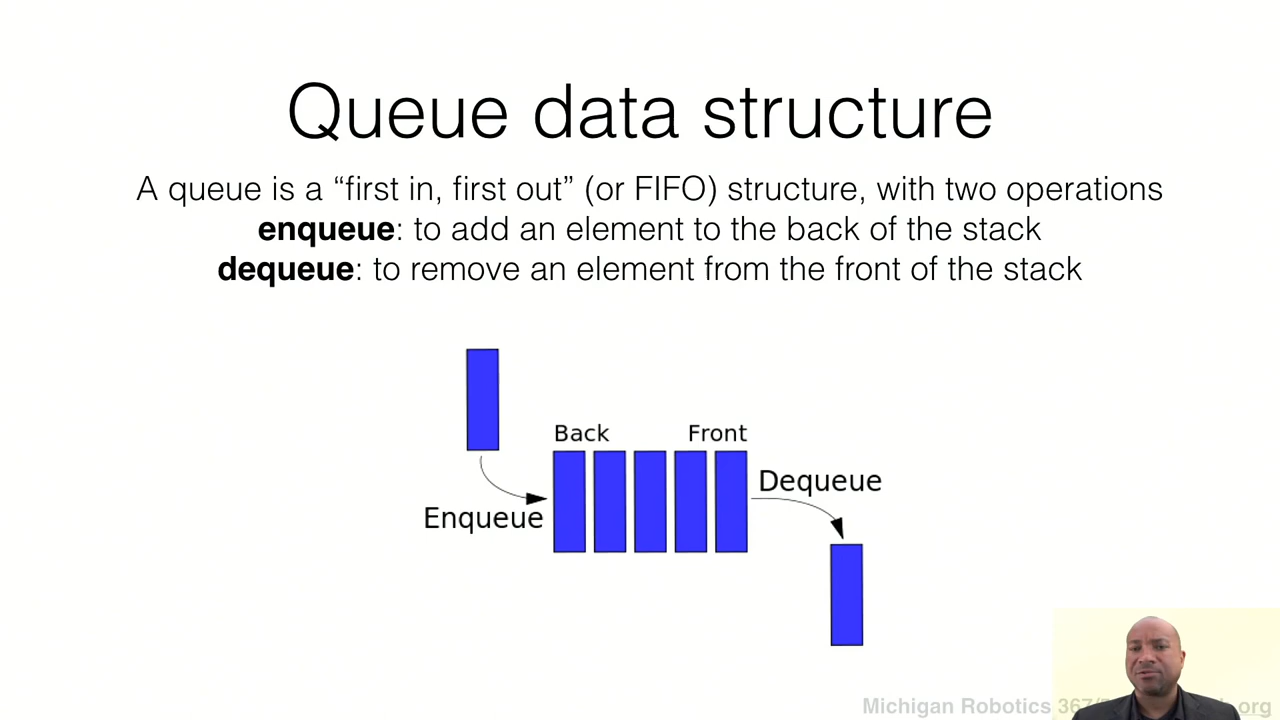 Queue data structure
A queue is a “first in, first out” (or FIFO) structure, with two operations
enqueue: to add an element to the back of the stack
dequeue: to remove an element from the front of the stack
Back Front
Dequeue
Enqueue
Michigan Robotics